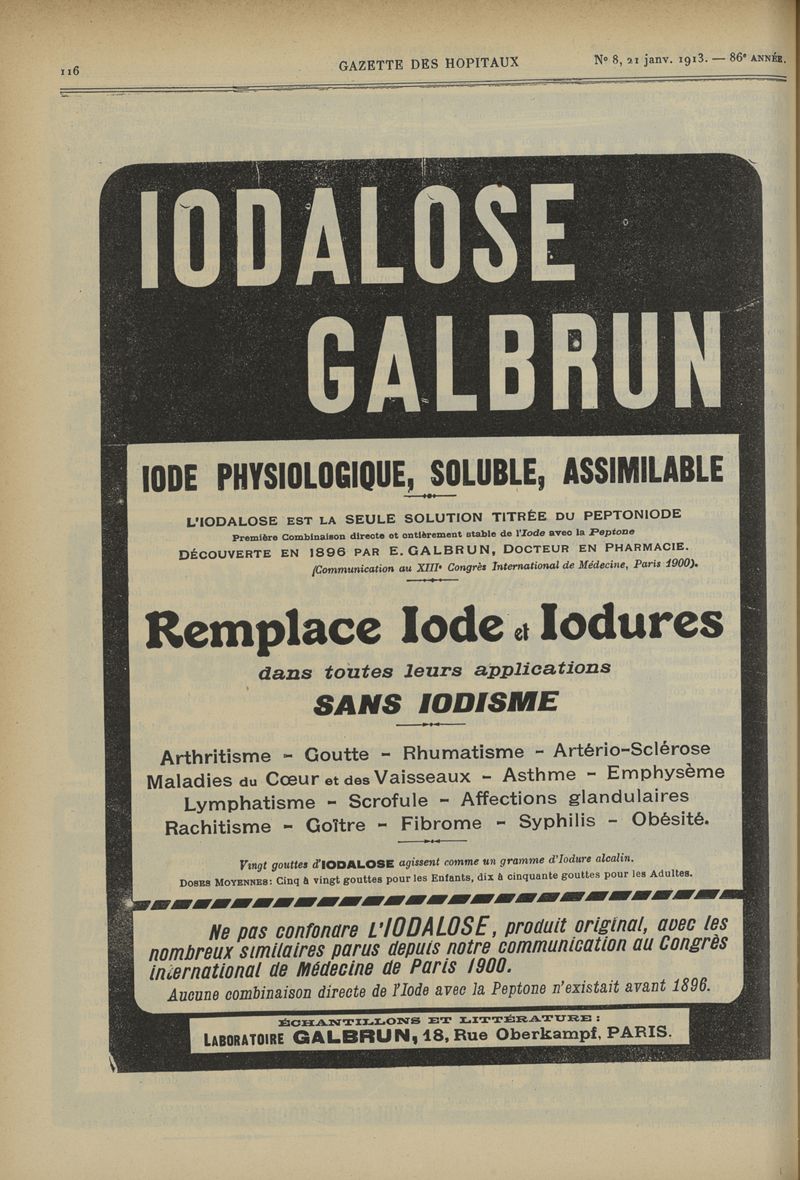 116
GAZETTE DES HOPITAUX
Nº 8, 21 janv. 1913. — 86e ANNÉE.
IODALOSE
GALBRUN
IODE PHYSIOLOGIQUE, SOLUBLE, ASSIMILABLE
L'IODALOSE EST LA SEULE SOLUTION TITRÉE DU PEPTONIODE
Première Combinaison directe et entièrement stable de l'Iode avec la Peptone
DÉCOUVERTE EN 1896 PAR E. GALBRUN, DOCTEUR EN PHARMACIE.
(Communication au XIIIe Congrès International de Médecine, Paris 1900).
Remplace Iode et Iodures
dans toutes leurs applications
SANS IODISME
Arthritisme - Goutte - Rhumatisme - Artério-Sclérose
Maladies du Cœur et des Vaisseaux - Asthme - Emphysème
Lymphatisme - Scrofule - Affections glandulaires
Rachitisme - Goître - Fibrome - Syphilis - Obésité.
Vingt gouttes d'IODALOSE agissent comme un gramme d'Iodure alcalin.
DOSES MOYENNES: Cinq à vingt gouttes pour les Enfants, dix à cinquante gouttes pour les Adultes.
Ne pas confondre L'IODALOSE, produit original, avec les
nombreux similaires parus depuis notre communication au Congrès
international de Médecine de Paris 1900.
Aucune combinaison directe de l'Iode avec la Peptone n'existait avant 1896.
ÉCHANTILLONS ET LITTÉRATURE :
LABORATOIRE GALBRUN, 18, Rue Oberkampf, PARIS.